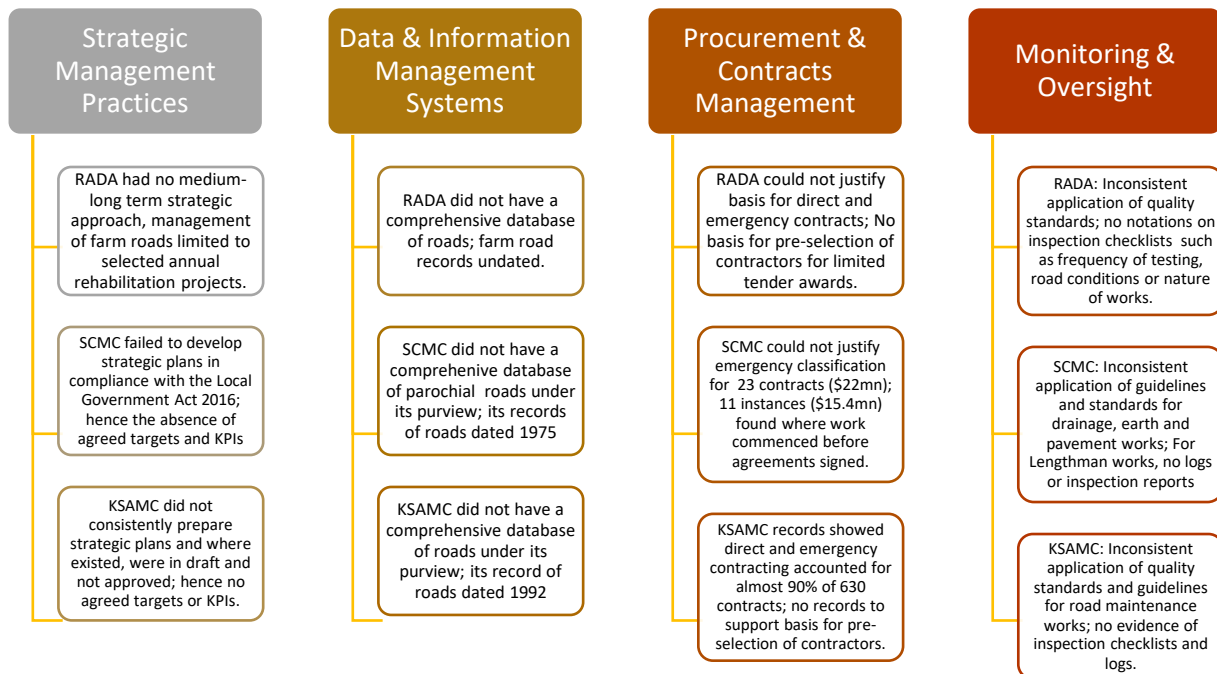 Strategic
Management
Practices
RADA had no medium-
long term strategic
approach, management
of farm roads limited to
selected annual
rehabilitation projects.
SCMC failed to develop
strategic plans in
compliance with the Local
Government Act 2016;
hence the absence of
agreed targets and KPIs
KSAMC did not
consistently prepare
strategic plans and where
existed, were in draft and
not approved; hence no
agreed targets or KPIs.
Data & Information
Management
Systems
RADA did not have a
comprehensive database
of roads; farm road
records undated.
SCMC did not have a
comprehenive database
of parochial roads under
its purview; its records
of roads dated 1975
KSAMC did not have a
comprehensive database
of roads under its
purview; its record of
roads dated 1992
Procurement &
Contracts
Management
RADA could not justify
basis for direct and
emergency contracts; No
basis for pre-selection of
contractors for limited
tender awards.
SCMC could not justify
emergency classification
for 23 contracts ($22mn);
11 instances ($15.4mn)
found where work
commenced before
agreements signed.
KSAMC records showed
direct and emergency
contracting accounted for
almost 90% of 630
contracts; no records to
support basis for pre-
selection of contractors.
Monitoring &
Oversight
RADA: Inconsistent
application of quality
standards; no notations on
inspection checklists such
as frequency of testing,
road conditions or nature
of works.
SCMC: Inconsistent
application of guidelines
and standards for
drainage, earth and
pavement works; For
Lengthman works, no logs
or inspection reports
KSAMC: Inconsistent
application of quality
standards and guidelines
for road maintenance
works; no evidence of
inspection checklists and
logs.